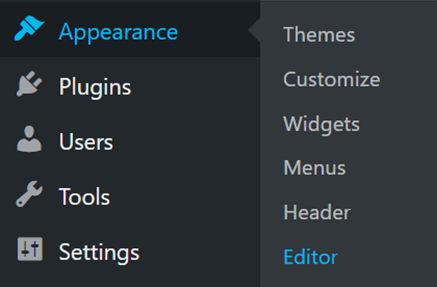 Appearance
Plugins
Users
Tools
Settings
Themes
Customize
Widgets
Menus
Header
Editor